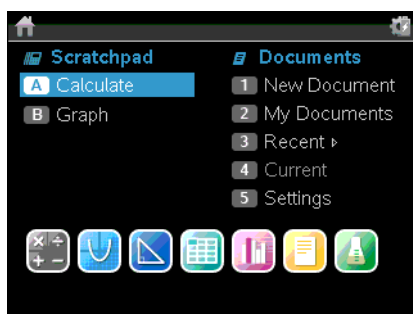 Scratchpad
A Calculate
B Graph
Documents
1 New Document
2 My Documents
3 Recent ▹
4 Current
5 Settings